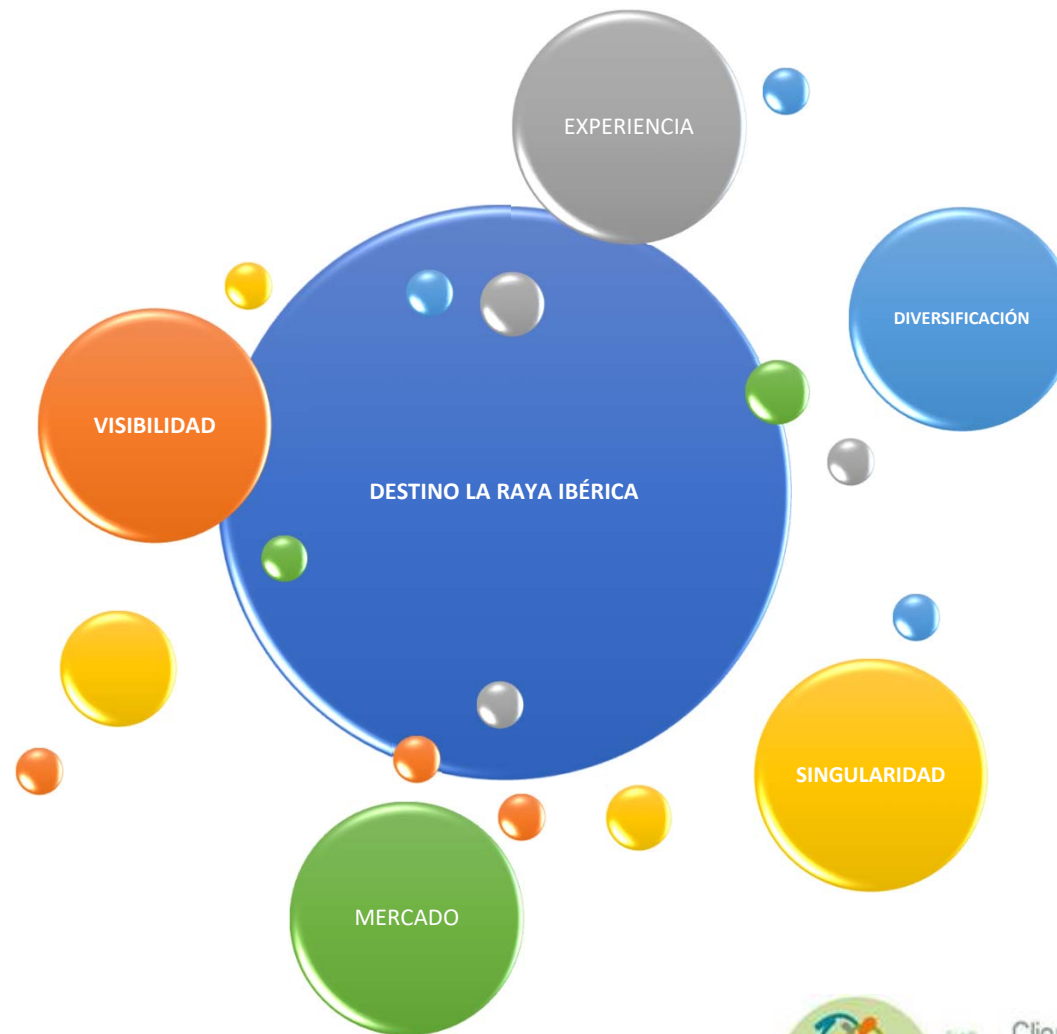 EXPERIENCIA
DIVERSIFICACIÓN
VISIBILIDAD
DESTINO LA RAYA IBÉRICA
SINGULARIDAD
MERCADO